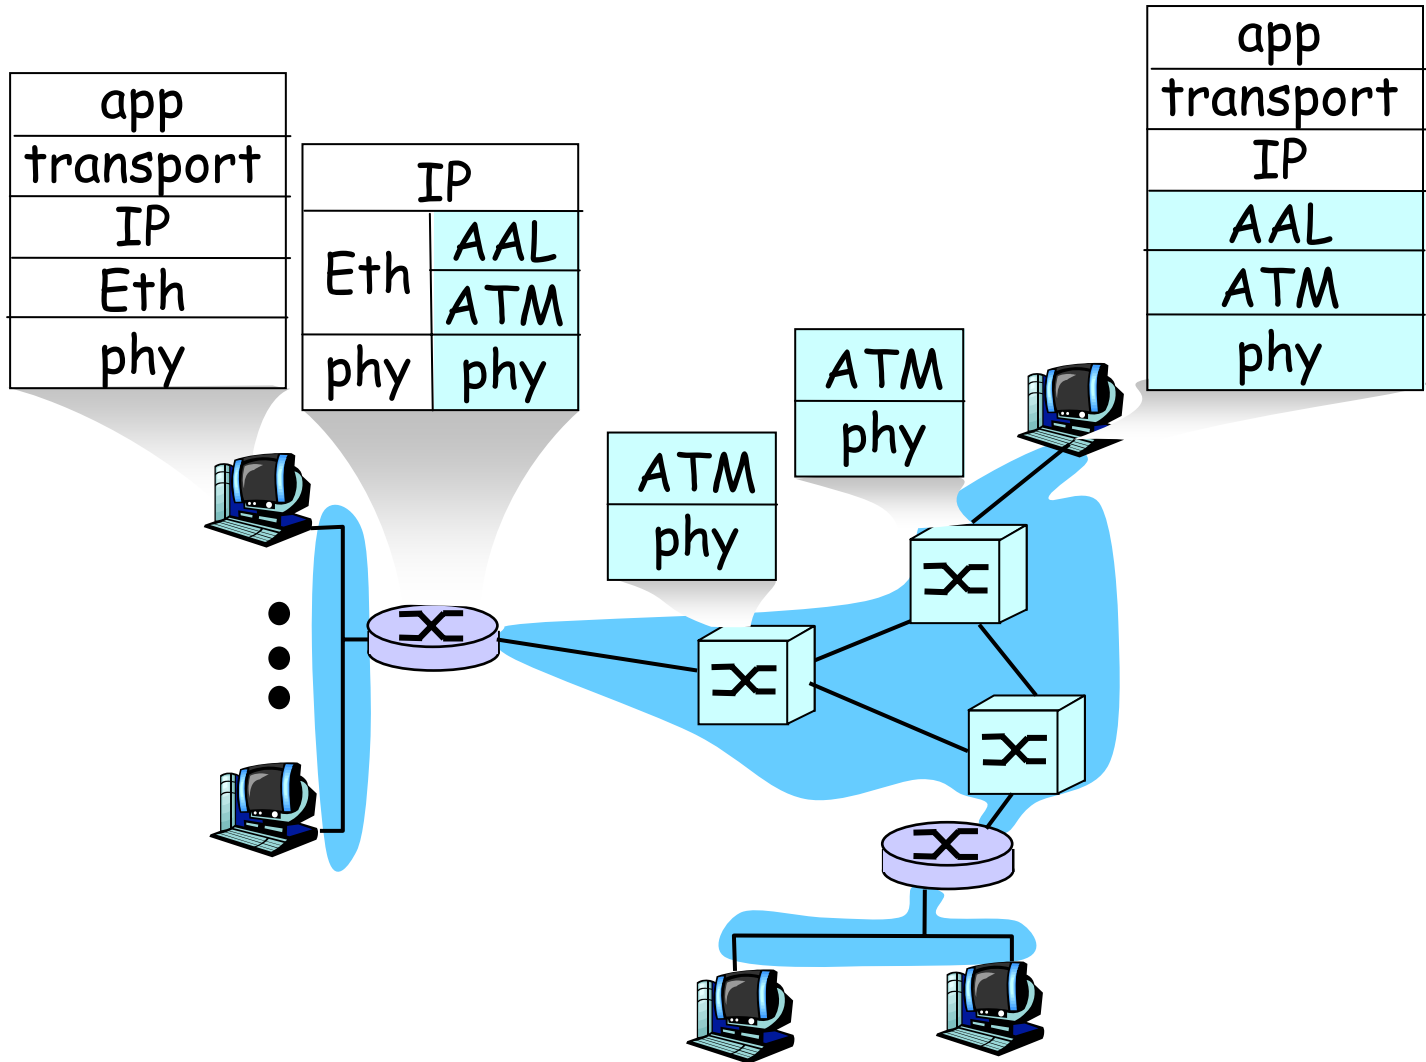 app
transport
IP
Eth
phy
IP
Eth
AAL
ATM
phy
phy
ATM
phy
ATM
phy
app
transport
IP
AAL
ATM
phy